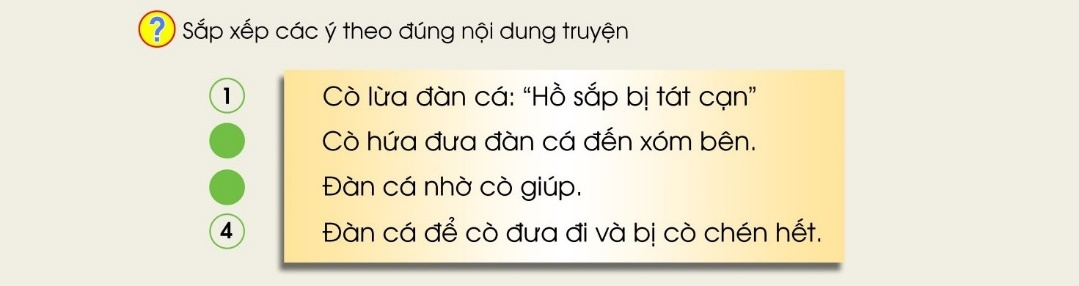 ? Sắp xếp các ý theo đúng nội dung truyện
1 Cò lừa đàn cá: “Hồ sắp bị tát cạn”
Cò hứa đưa đàn cá đến xóm bên.
Đàn cá nhờ cò giúp.
4 Đàn cá để cò đưa đi và bị cò chén hết.